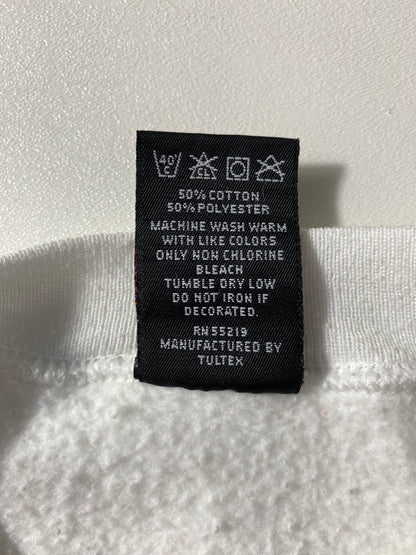 40
C
CL
50% COTTON
50% POLYESTER
MACHINE WASH WARM
WITH LIKE COLORS
ONLY NON CHLORINE
BLEACH
TUMBLE DRY LOW
DO NOT IRON IF
DECORATED.
RN 55219
MANUFACTURED BY
TULTEX